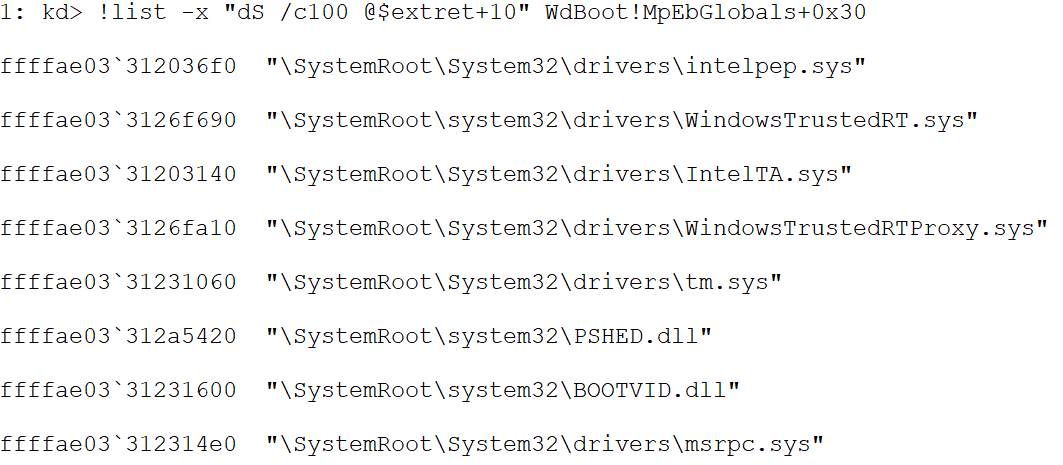 1: kd> !list -x "dS /c100 @$extret+10" WdBoot!MpEbGlobals+0x30
ffffae03`312036f0  "\SystemRoot\System32\drivers\intelpep.sys"
ffffae03`3126f690  "\SystemRoot\system32\drivers\WindowsTrustedRT.sys"
ffffae03`31203140  "\SystemRoot\System32\drivers\IntelTA.sys"
ffffae03`3126fa10  "\SystemRoot\System32\drivers\WindowsTrustedRTProxy.sys"
ffffae03`31231060  "\SystemRoot\System32\drivers\tm.sys"
ffffae03`312a5420  "\SystemRoot\system32\PSHED.dll"
ffffae03`31231600  "\SystemRoot\system32\BOOTVID.dll"
ffffae03`312314e0  "\SystemRoot\System32\drivers\msrpc.sys"